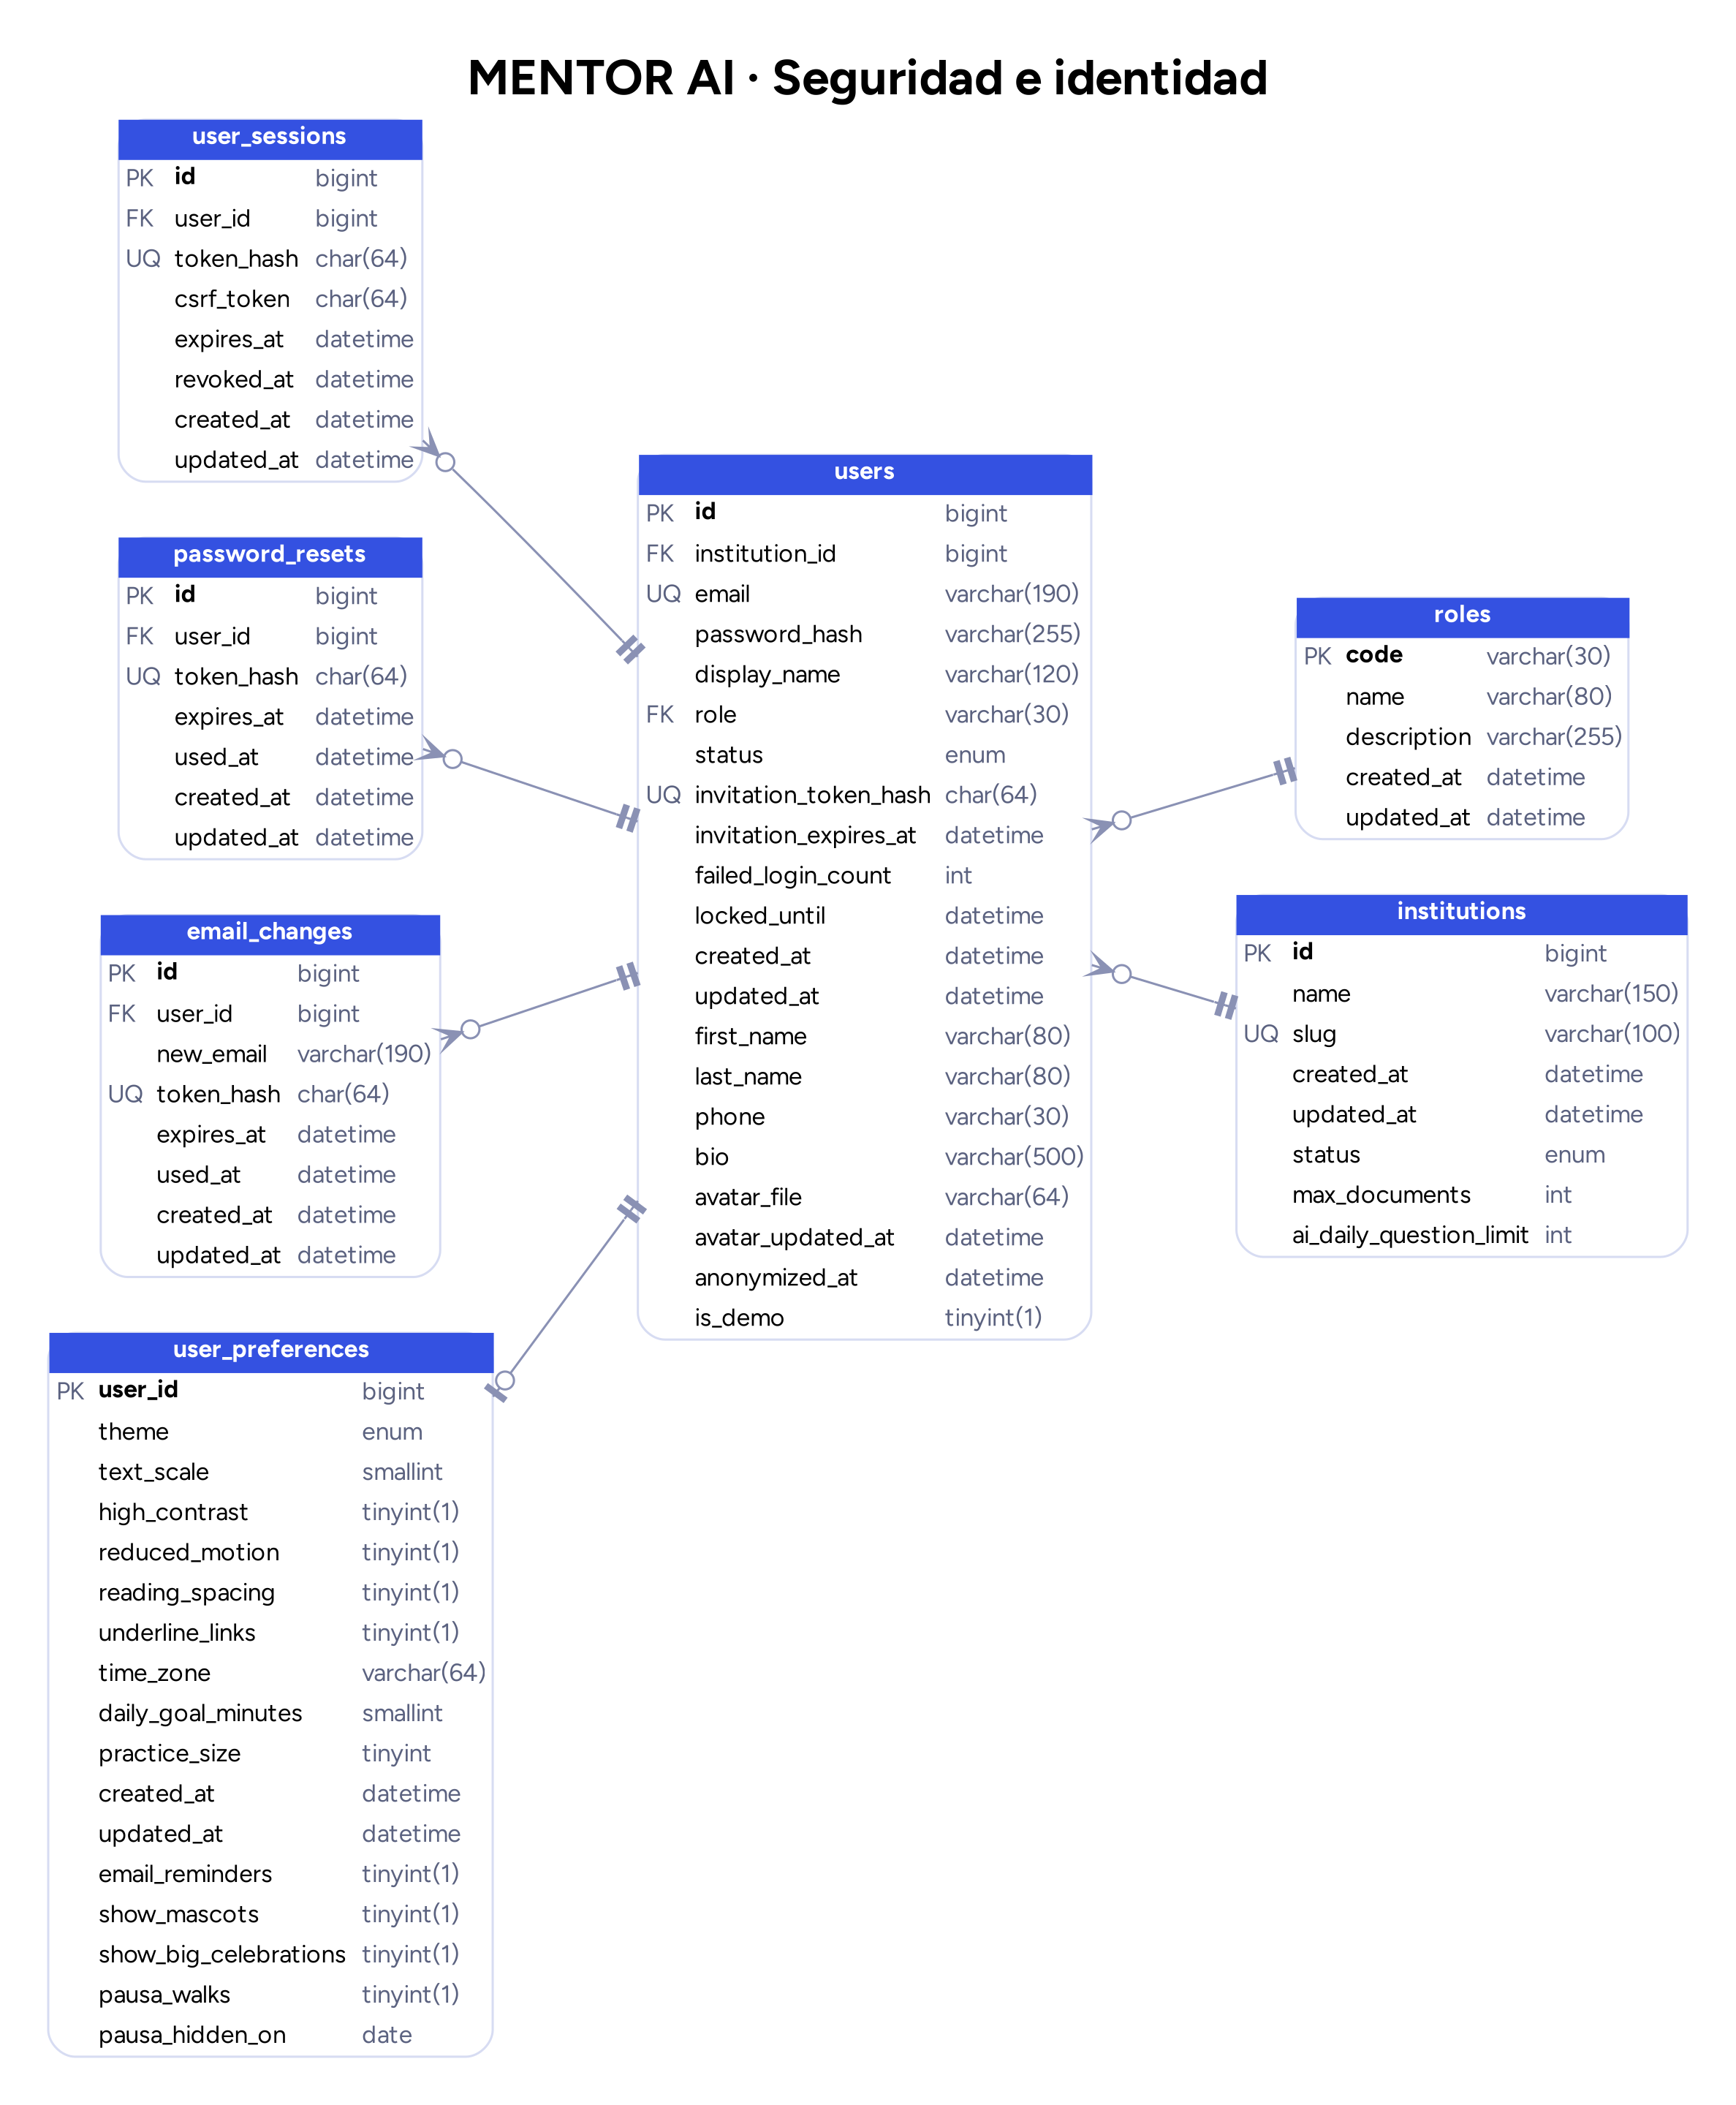 MENTOR AI · Seguridad e identidad
user_sessions
PK id bigint
FK user_id bigint
UQ token_hash char(64)
csrf_token char(64)
expires_at datetime
revoked_at datetime
created_at datetime
updated_at datetime
password_resets
PK id bigint
FK user_id bigint
UQ token_hash char(64)
expires_at datetime
used_at datetime
created_at datetime
updated_at datetime
email_changes
PK id bigint
FK user_id bigint
new_email varchar(190)
UQ token_hash char(64)
expires_at datetime
used_at datetime
created_at datetime
updated_at datetime
user_preferences
PK user_id bigint
theme enum
text_scale smallint
high_contrast tinyint(1)
reduced_motion tinyint(1)
reading_spacing tinyint(1)
underline_links tinyint(1)
time_zone varchar(64)
daily_goal_minutes smallint
practice_size tinyint
created_at datetime
updated_at datetime
email_reminders tinyint(1)
show_mascots tinyint(1)
show_big_celebrations tinyint(1)
pausa_walks tinyint(1)
pausa_hidden_on date
users
PK id bigint
FK institution_id bigint
UQ email varchar(190)
password_hash varchar(255)
display_name varchar(120)
FK role varchar(30)
status enum
UQ invitation_token_hash char(64)
invitation_expires_at datetime
failed_login_count int
locked_until datetime
created_at datetime
updated_at datetime
first_name varchar(80)
last_name varchar(80)
phone varchar(30)
bio varchar(500)
avatar_file varchar(64)
avatar_updated_at datetime
anonymized_at datetime
is_demo tinyint(1)
roles
PK code varchar(30)
name varchar(80)
description varchar(255)
created_at datetime
updated_at datetime
institutions
PK id bigint
name varchar(150)
UQ slug varchar(100)
created_at datetime
updated_at datetime
status enum
max_documents int
ai_daily_question_limit int